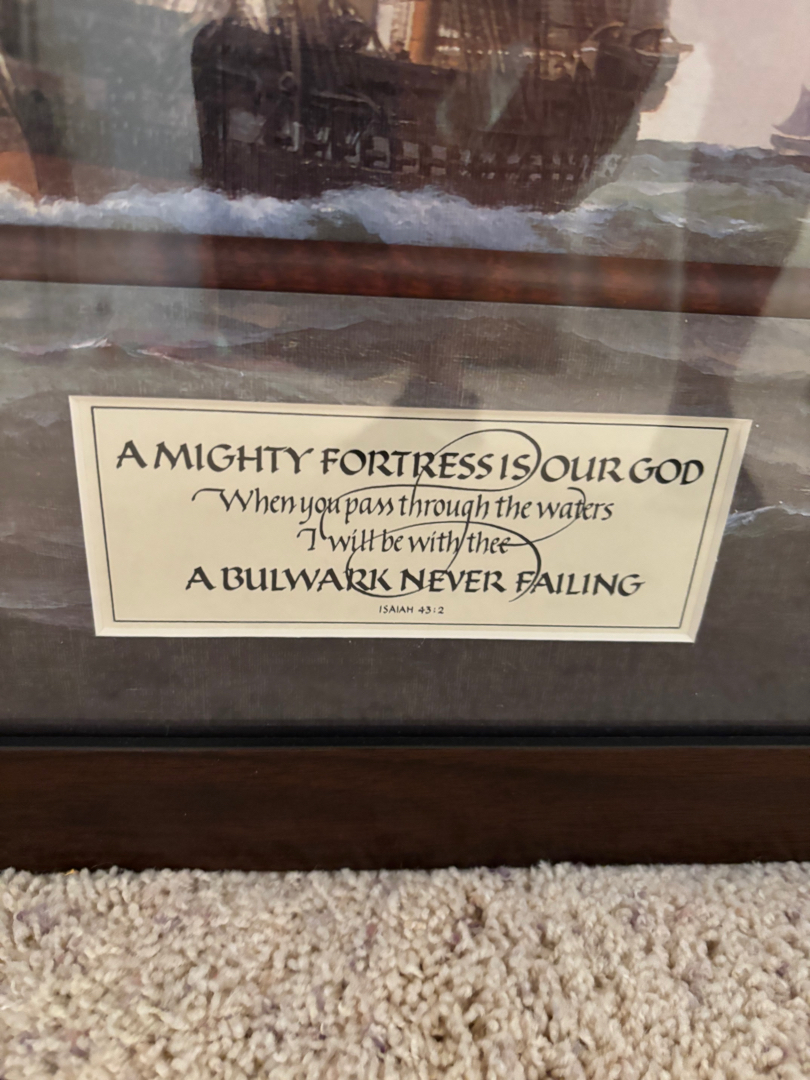 A MIGHTY FORTRESS IS OUR GOD
When you pass through the waters
I will be with thee
A BULWARK NEVER FAILING
ISAIAH 43:2